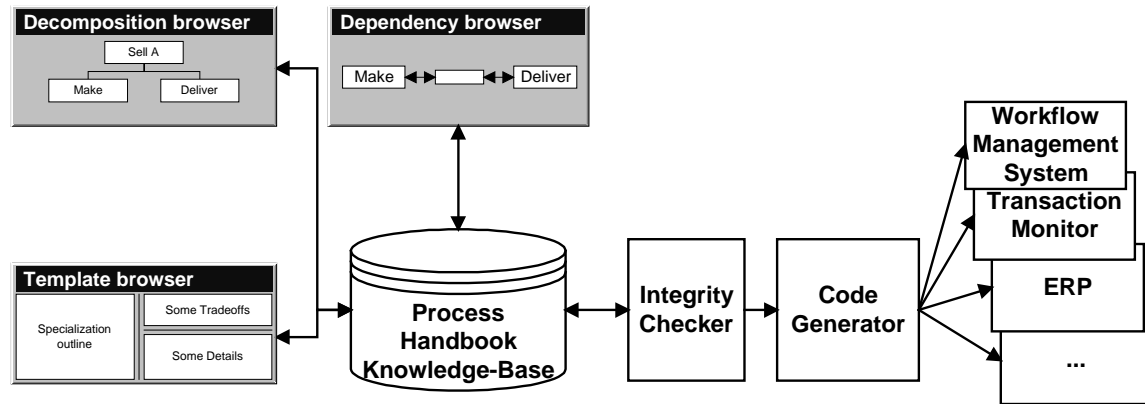 Decomposition browser
Sell A
Make
Deliver
Dependency browser
Make
Deliver
Template browser
Specialization
outline
Some Tradeoffs
Some Details
Process
Handbook
Knowledge-Base
Integrity
Checker
Code
Generator
Workflow
Management
System
Transaction
Monitor
ERP
...